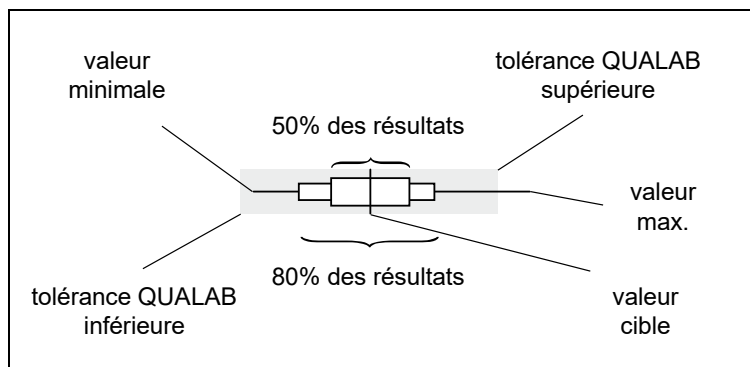 valeur
minimale
tolérance QUALAB
supérieure
50% des résultats
valeur
max.
80% des résultats
tolérance QUALAB
inférieure
valeur
cible